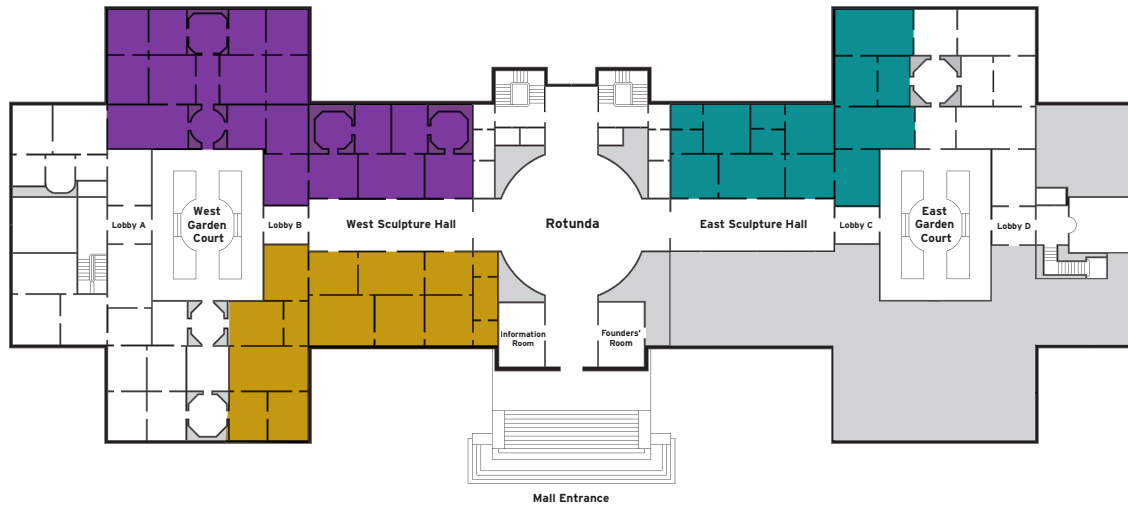 Lobby A
West
Garden
Court
Lobby B
West Sculpture Hall
Rotunda
East Sculpture Hall
Lobby C
East
Garden
Court
Lobby D
Information
Room
Founders’
Room
Mall Entrance